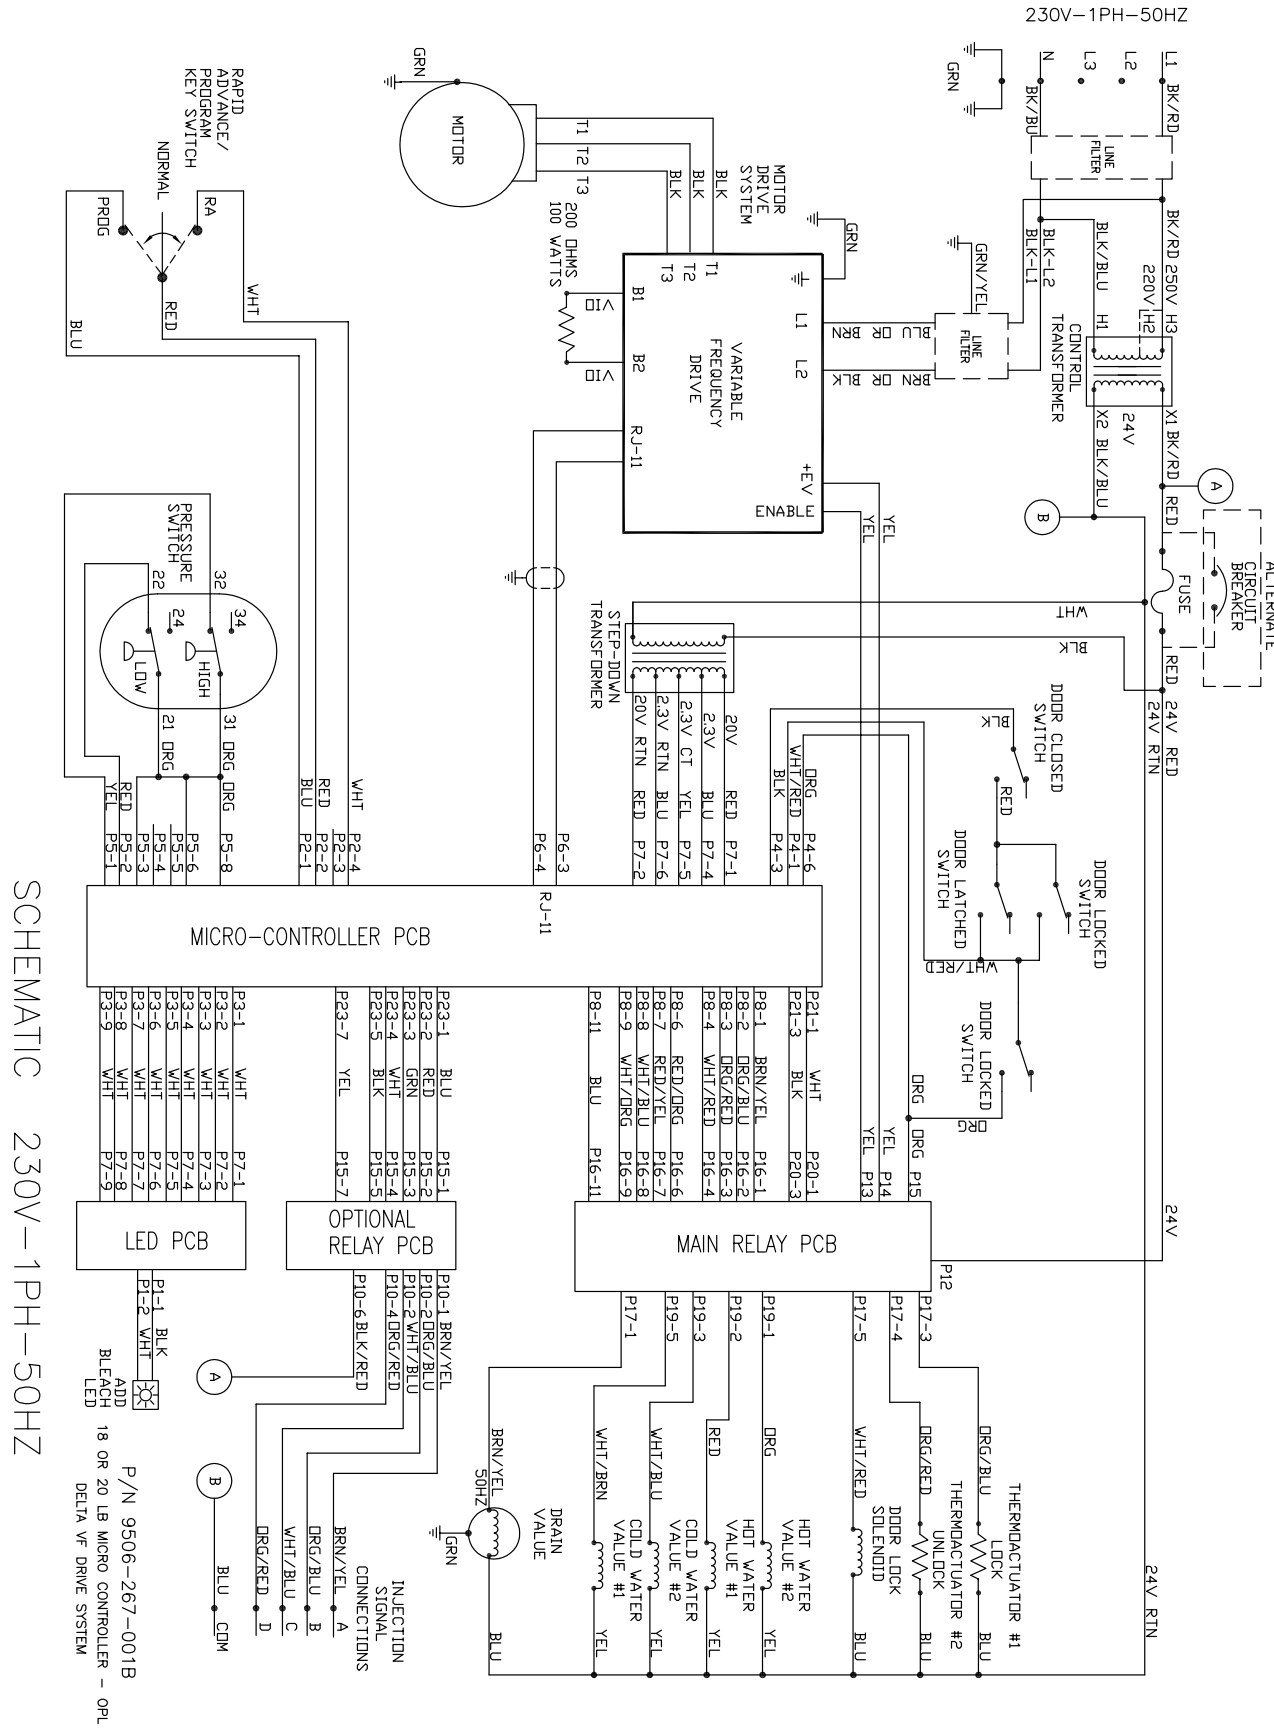 230V-1PH-50HZ
L1
L2
L3
N
GRN
BK/RD
BK/BU
LINE
FILTER
BK/RD
BLK/BLU
BLK-L2
BLK-L1
250V H3
220V H2
H1
CONTROL
TRANSFORMER
24V
X1 BK/RD
X2 BLK/BLU
A
B
RED
FUSE
ALTERNATE
CIRCUIT
BREAKER
RED
24V RED
24V RTN
WHT
BLK
GRN/YEL
LINE
FILTER
BLU OR BRN
BRN OR BLK
GRN
MOTOR
DRIVE
SYSTEM
BLK
BLK
BLK
T1
T2
T3
MOTOR
GRN
T1
T2
T3
L1
L2
B1
B2
VARIABLE
FREQUENCY
DRIVE
RJ-11
+EV
ENABLE
YEL
YEL
200 OHMS
100 WATTS
VIO
VIO
RAPID
ADVANCE/
PROGRAM
KEY SWITCH
NORMAL
RA
PROG
WHT
RED
BLU
PRESSURE
SWITCH
32
22
34
24
HIGH
LOW
31 ORG
21 ORG
ORG
RED
YEL
P5-8
P5-6
P5-5
P5-4
P5-3
P5-2
P5-1
WHT
RED
BLU
P2-4
P2-3
P2-2
P2-1
P6-3
P6-4
STEP-DOWN
TRANSFORMER
20V
2.3V
2.3V CT
2.3V RTN
20V RTN
RED
BLU
YEL
BLU
RED
P7-1
P7-4
P7-5
P7-6
P7-2
ORG
WHT/RED
BLK
P4-6
P4-1
P4-3
BLK
DOOR CLOSED
SWITCH
RED
DOOR LATCHED
SWITCH
DOOR LOCKED
SWITCH
WHT/RED
DOOR LOCKED
SWITCH
ORG
RJ-11
MICRO-CONTROLLER PCB
P3-1
P3-2
P3-3
P3-4
P3-5
P3-6
P3-7
P3-8
P3-9
WHT
WHT
WHT
WHT
WHT
WHT
WHT
WHT
WHT
P7-1
P7-2
P7-3
P7-4
P7-5
P7-6
P7-7
P7-8
P7-9
P23-1
P23-2
P23-3
P23-4
P23-5
P23-7
BLU
RED
GRN
WHT
BLK
YEL
P15-1
P15-2
P15-3
P15-4
P15-5
P15-7
P21-1
P21-3
WHT
BLK
P20-1
P20-3
P8-1
P8-2
P8-3
P8-4
P8-6
P8-7
P8-8
P8-9
P8-11
BRN/YEL
ORG/BLU
ORG/RED
WHT/RED
RED/ORG
RED/YEL
WHT/BLU
WHT/ORG
BLU
P16-1
P16-2
P16-3
P16-4
P16-6
P16-7
P16-8
P16-9
P16-11
ORG
ORG P15
YEL P14
YEL P13
24V
LED PCB
OPTIONAL
RELAY PCB
MAIN RELAY PCB
P12
P1-1 BLK
P1-2 WHT
ADD
BLEACH
LED
P10-1 BRN/YEL
P10-2 ORG/BLU
P10-2 WHT/BLU
P10-4 ORG/RED
P10-6 BLK/RED
A
B
P17-1
P19-5
P19-3
P19-2
P19-1
P17-5
P17-4
P17-3
BRN/YEL
50HZ
WHT/BRN
WHT/BLU
RED
ORG
WHT/RED
ORG/RED
ORG/BLU
DRAIN
VALUE
GRN
COLD WATER
VALUE #1
COLD WATER
VALUE #2
HOT WATER
VALUE #1
HOT WATER
VALUE #2
DOOR LOCK
SOLENOID
THERMOACTUATOR #2
UNLOCK
THERMOACTUATOR #1
LOCK
BLU
YEL
YEL
YEL
YEL
BLU
BLU
BLU
24V RTN
INJECTION
SIGNAL
CONNECTIONS
BRN/YEL A
ORG/BLU B
WHT/BLU C
ORG/RED D
BLU COM
P/N 9506-267-001B
18 OR 20 LB MICRO CONTROLLER - OPL
DELTA VF DRIVE SYSTEM
SCHEMATIC 230V-1PH-50HZ